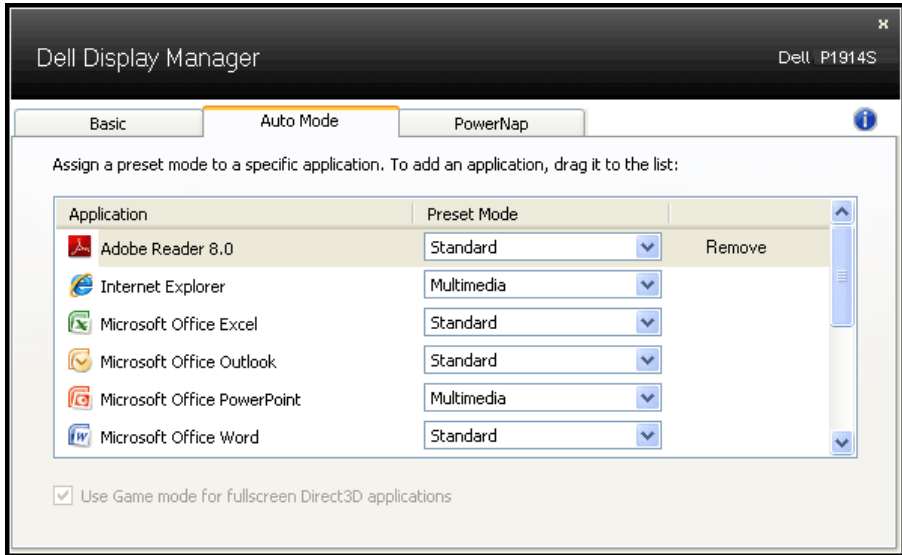 Dell Display Manager
Dell P1914S
Basic Auto Mode PowerNap
Assign a preset mode to a specific application. To add an application, drag it to the list:
Application Preset Mode
Adobe Reader 8.0 Standard Remove
Internet Explorer Multimedia
Microsoft Office Excel Standard
Microsoft Office Outlook Standard
Microsoft Office PowerPoint Multimedia
Microsoft Office Word Standard
Use Game mode for fullscreen Direct3D applications